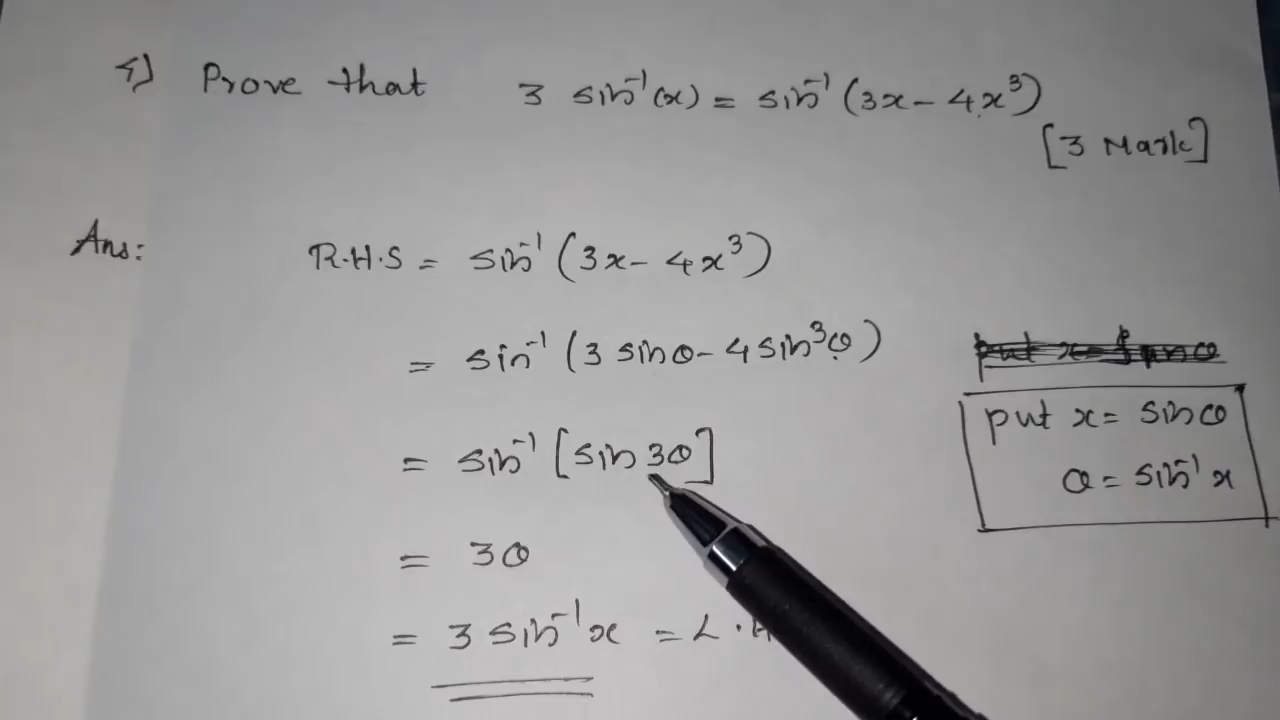 5) Prove that 3 sin⁻¹(x) = sin⁻¹(3x - 4x³)
[3 Mark]
Ans: R.H.S = sin⁻¹(3x - 4x³)
= sin⁻¹(3 sinθ - 4 sin³θ)
put x = sinθ
θ = sin⁻¹x
= sin⁻¹[sin 3θ]
= 3θ
= 3 sin⁻¹x = L.H